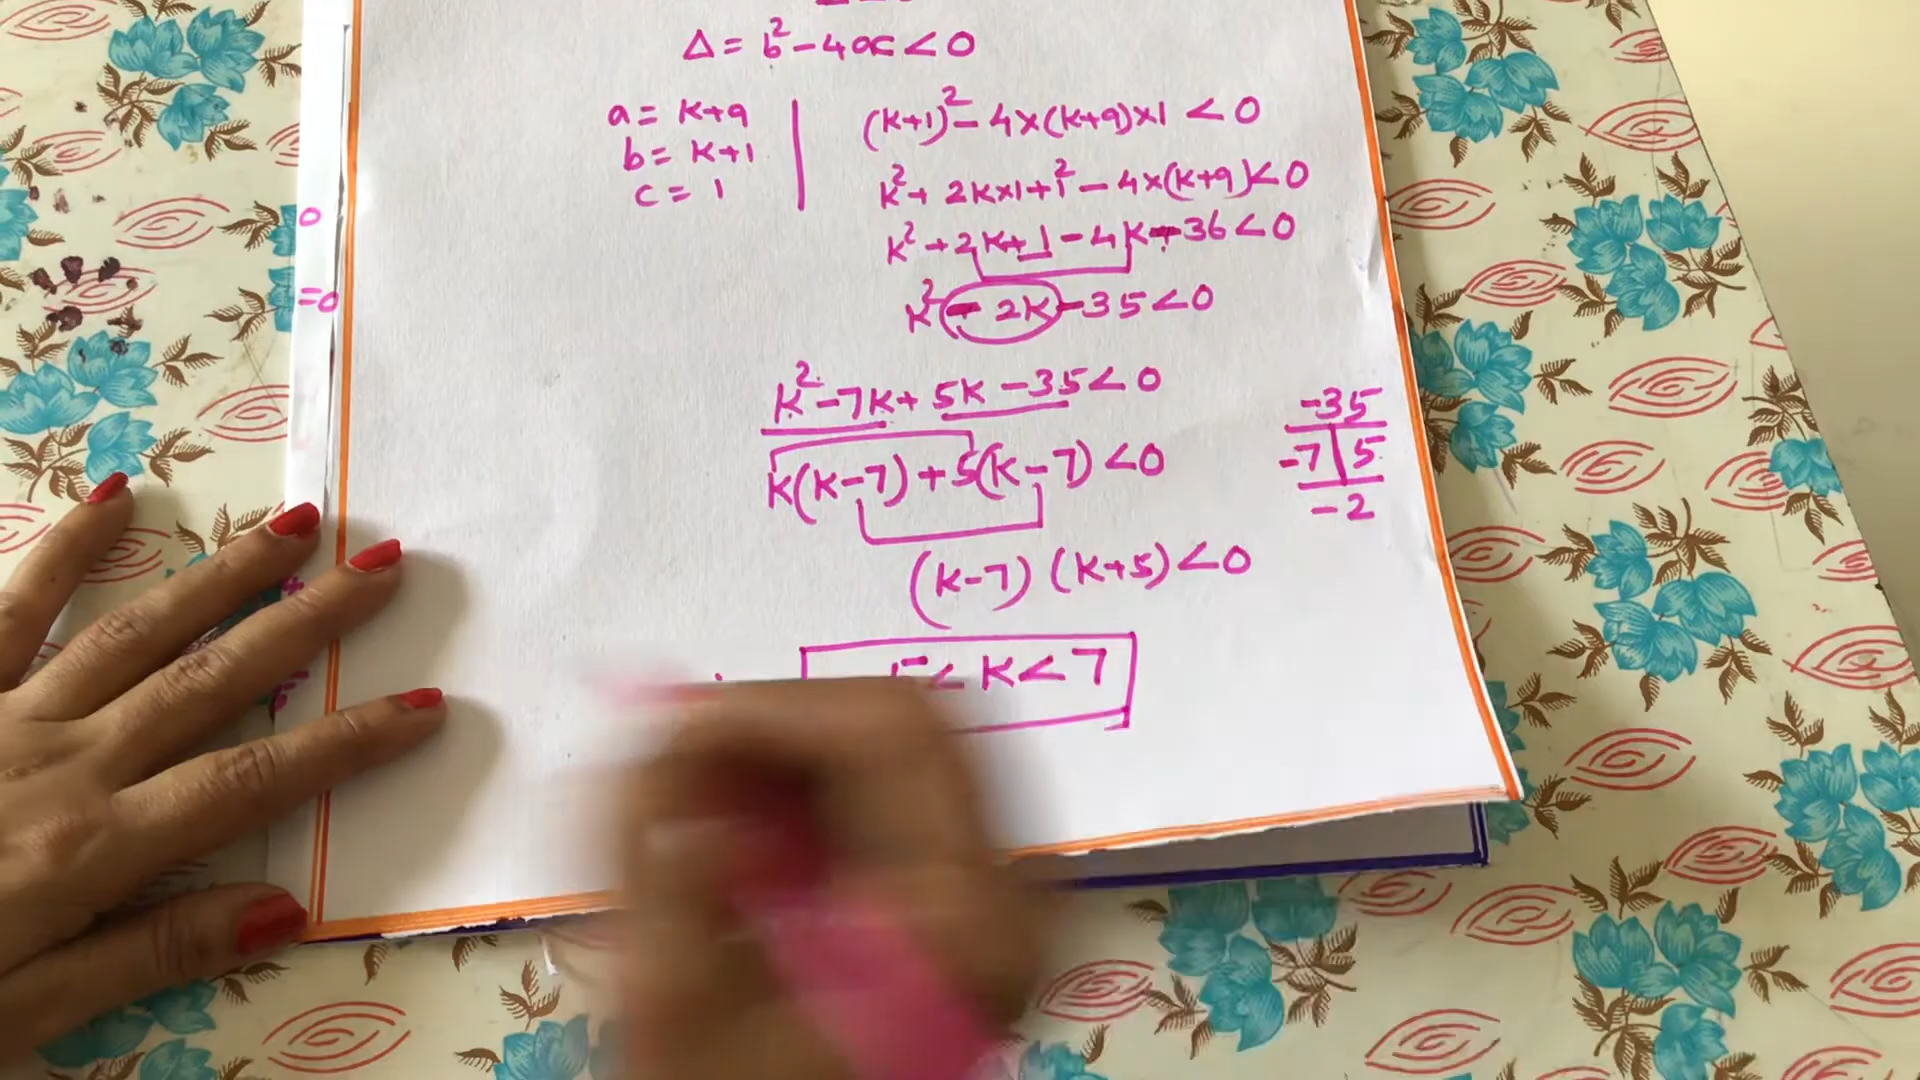 Δ = b² - 4ac < 0
a = k+9
b = k+1
c = 1
(k+1)² - 4×(k+9)×1 < 0
k² + 2k×1 + 1² - 4×(k+9) < 0
k² + 2k + 1 - 4k - 36 < 0
k² - 2k - 35 < 0
k² - 7k + 5k - 35 < 0
k(k-7) + 5(k-7) < 0
(k-7) (k+5) < 0
5 < k < 7
-35
-7 | 5
-2
0
=0